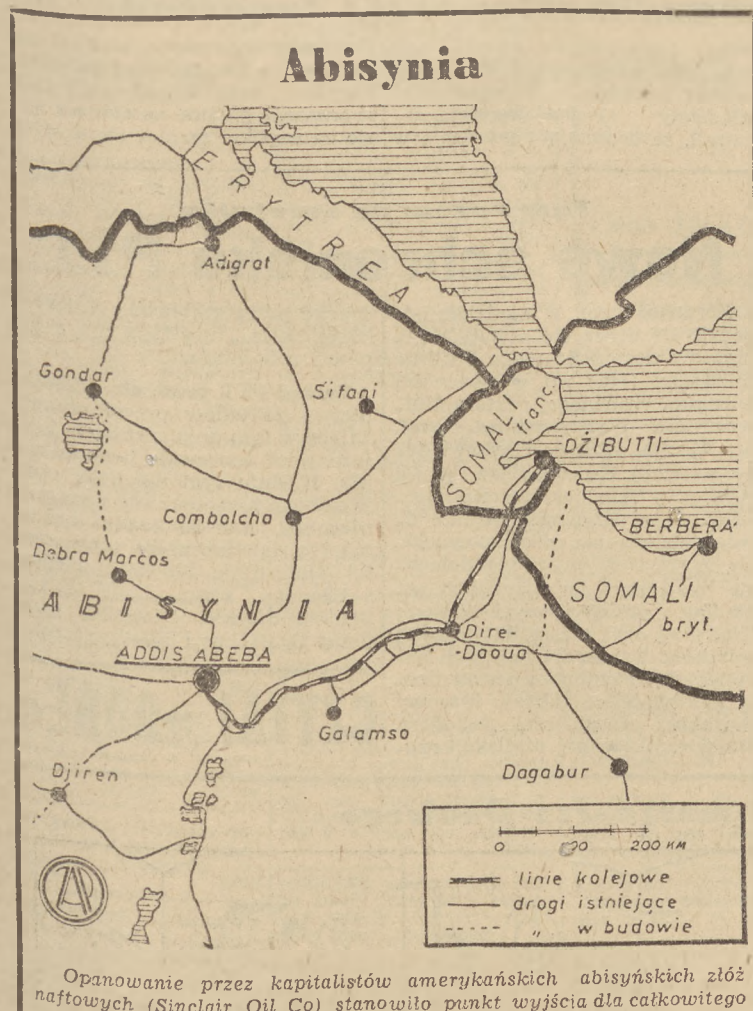 Abisynia
ERYTREA
Adigrat
Gondar
Sifani
SOMALI
franc.
DŻIBUTTI
Combolcha
BERBERA
Debra Marcos
SOMALI
bryt.
ABISYNIA
Dire-
-Daoua
ADDIS ABEBA
Galamso
Djiren
Dagabur
0 100 200 KM
linie kolejowe
drogi istniejące
„ w budowie
Opanowanie przez kapitalistów amerykańskich abisyńskich złóż
naftowych (Sinclair Oil Co) stanowiło punkt wyjścia dla całkowitego